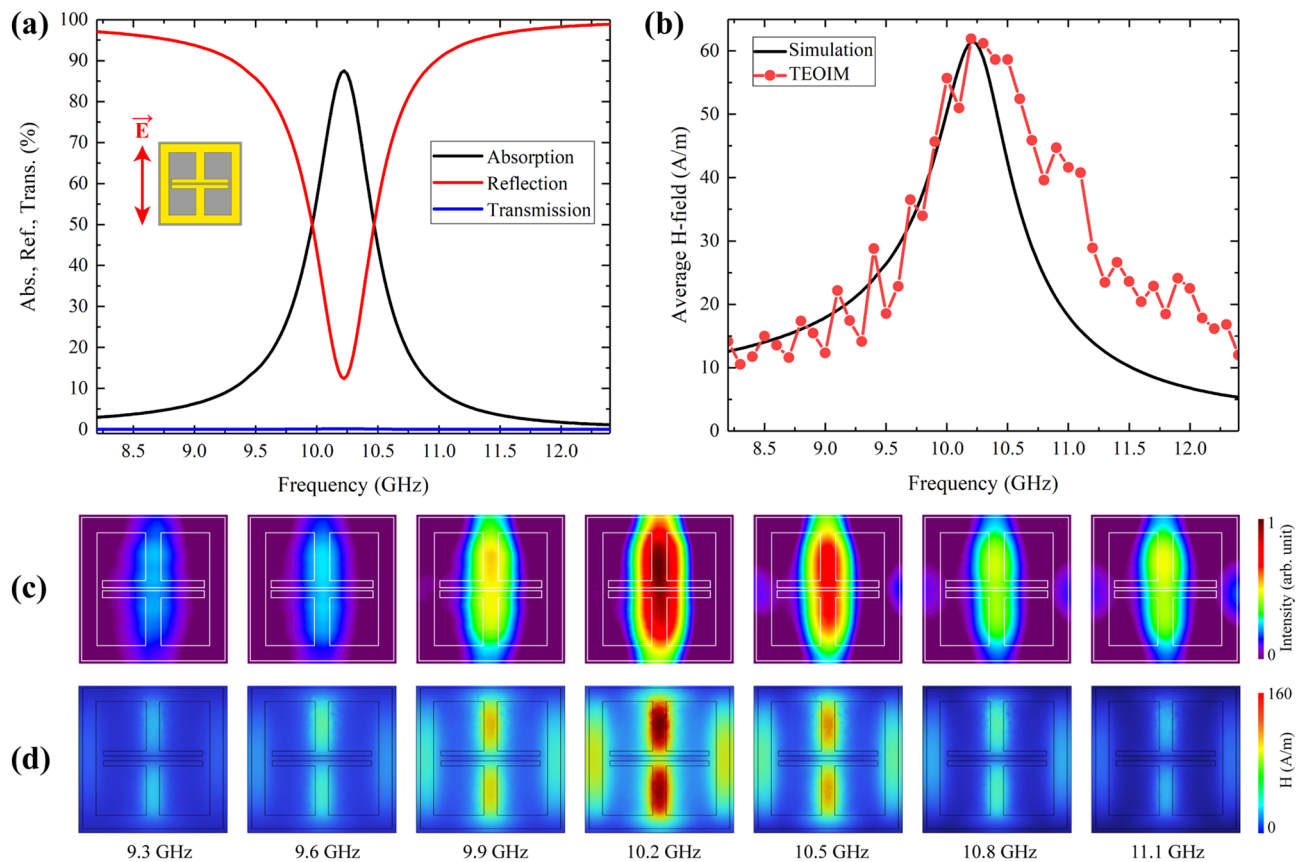 (a)
100
90
80
70
60
50
40
30
20
10
0
Abs., Ref., Trans. (%)
E
Absorption
Reflection
Transmission
8.5 9.0 9.5 10.0 10.5 11.0 11.5 12.0
Frequency (GHz)
(b)
60
50
40
30
20
10
0
Average H-field (A/m)
Simulation
TEOIM
8.5 9.0 9.5 10.0 10.5 11.0 11.5 12.0
Frequency (GHz)
(c)
1
0
Intensity (arb. unit)
(d)
160
0
H (A/m)
9.3 GHz 9.6 GHz 9.9 GHz 10.2 GHz 10.5 GHz 10.8 GHz 11.1 GHz